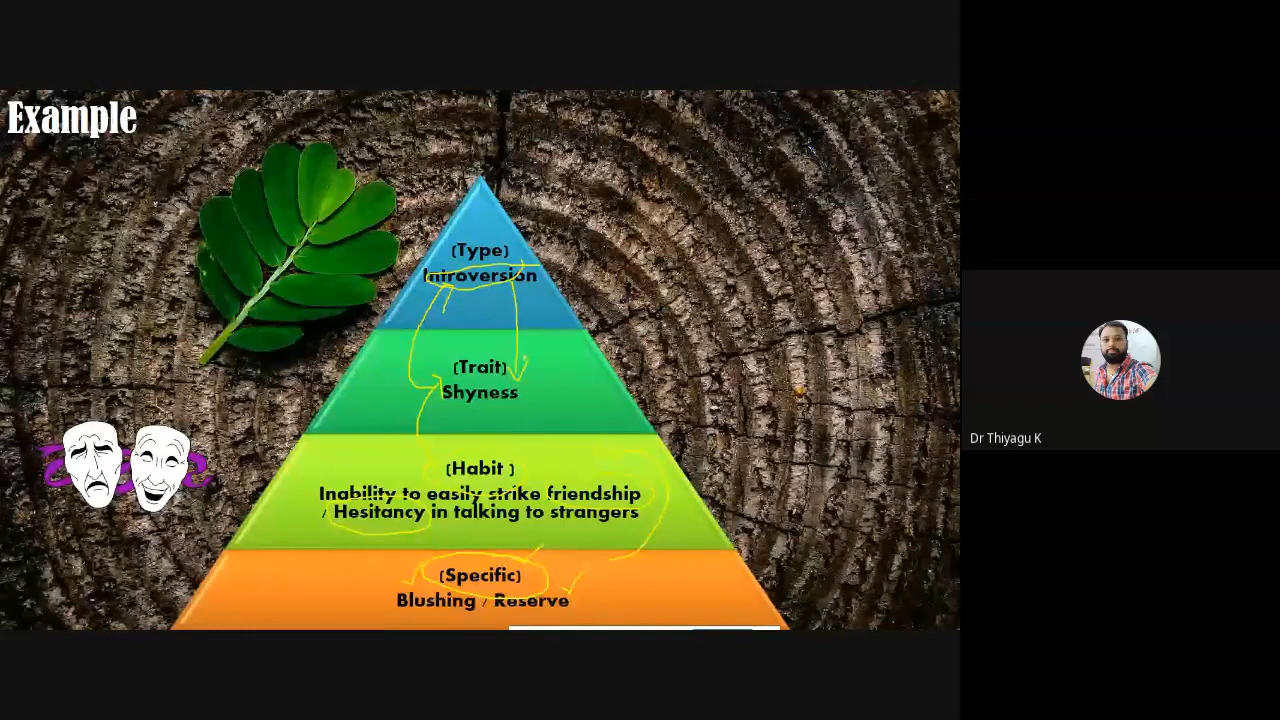 Example
(Type)
Introversion
(Trait)
Shyness
(Habit )
Inability to easily strike friendship
/ Hesitancy in talking to strangers
(Specific)
Blushing / Reserve
Dr Thiyagu K